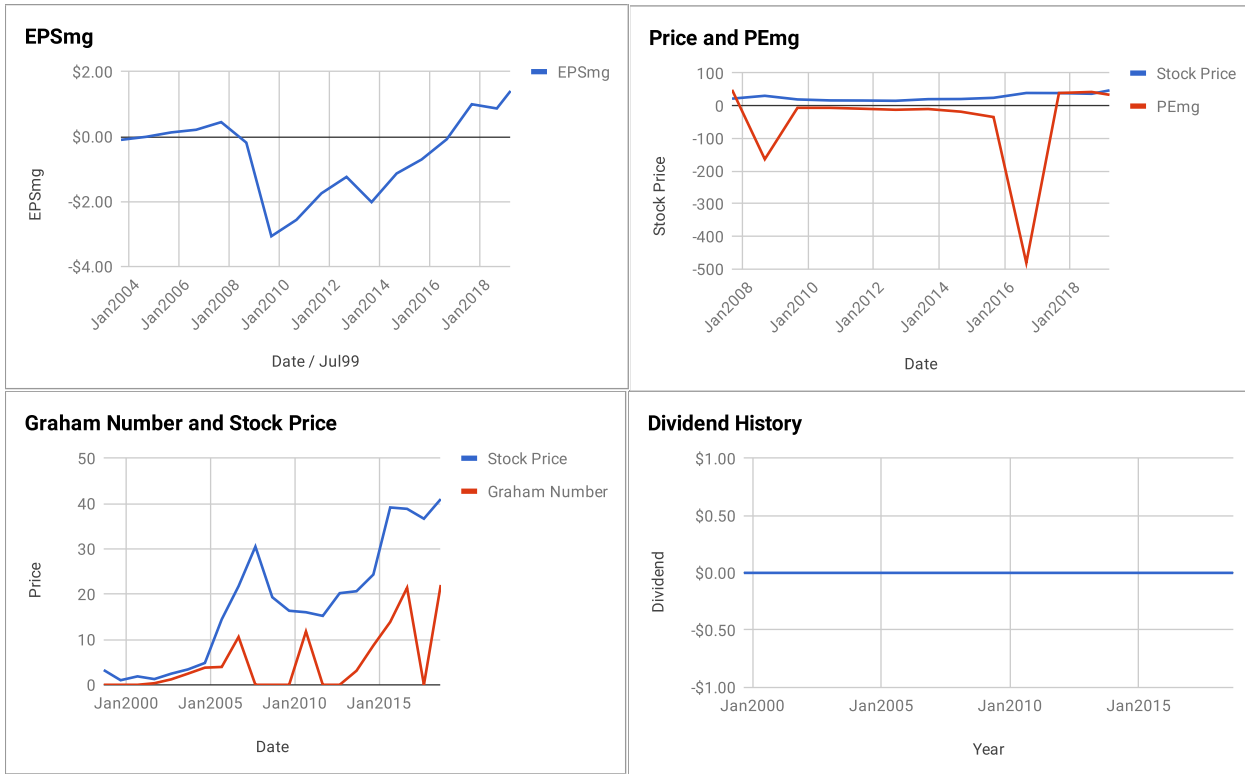 EPSmg
$2.00
$0.00
-$2.00
-$4.00
EPSmg
EPSmg
Jan2004
Jan2006
Jan2008
Jan2010
Jan2012
Jan2014
Jan2016
Jan2018
Date / Jul99
Price and PEmg
100
0
-100
-200
-300
-400
-500
Stock Price
Stock Price
PEmg
Jan2008
Jan2010
Jan2012
Jan2014
Jan2016
Jan2018
Date
Graham Number and Stock Price
50
40
30
20
10
0
Price
Stock Price
Graham Number
Jan2000
Jan2005
Jan2010
Jan2015
Date
Dividend History
$1.00
$0.50
$0.00
-$0.50
-$1.00
Dividend
Jan2000
Jan2005
Jan2010
Jan2015
Year